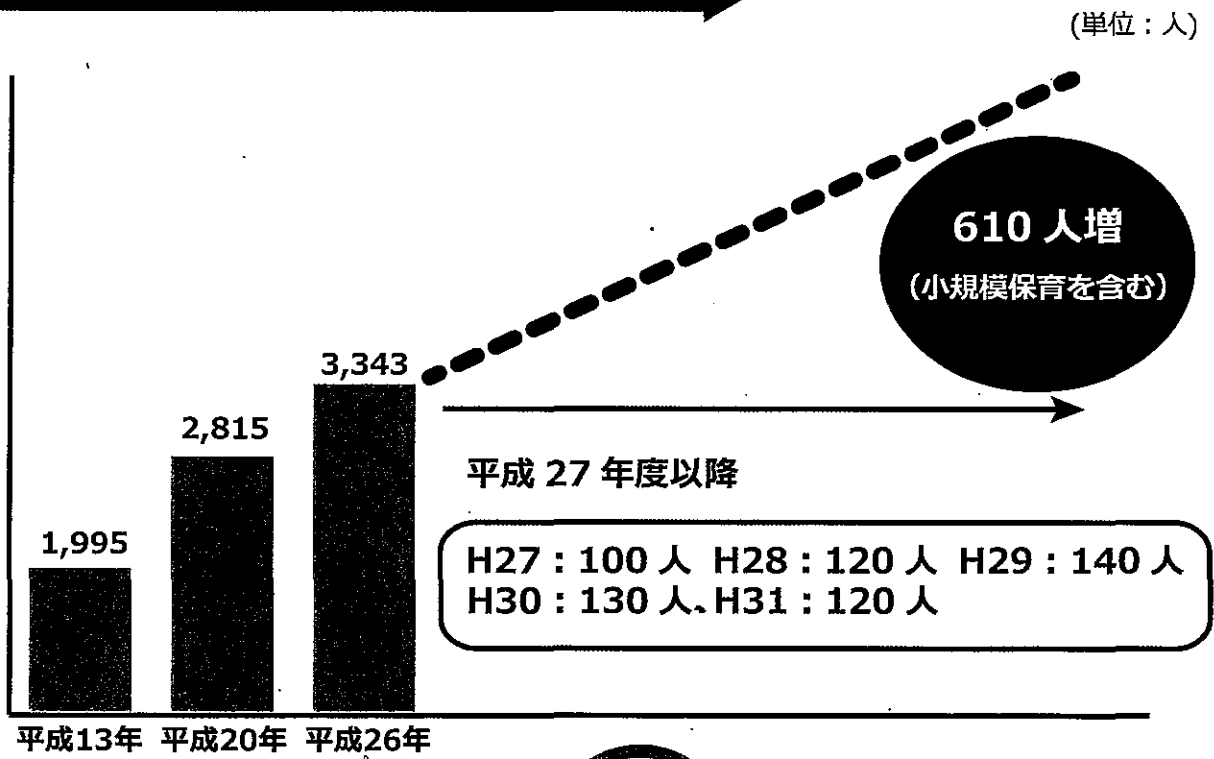 (単位：人)
610 人増
（小規模保育を含む）
3,343
2,815
1,995
平成 27 年度以降
H27：100 人 H28：120 人 H29：140 人
H30：130 人、H31：120 人
平成13年 平成20年 平成26年